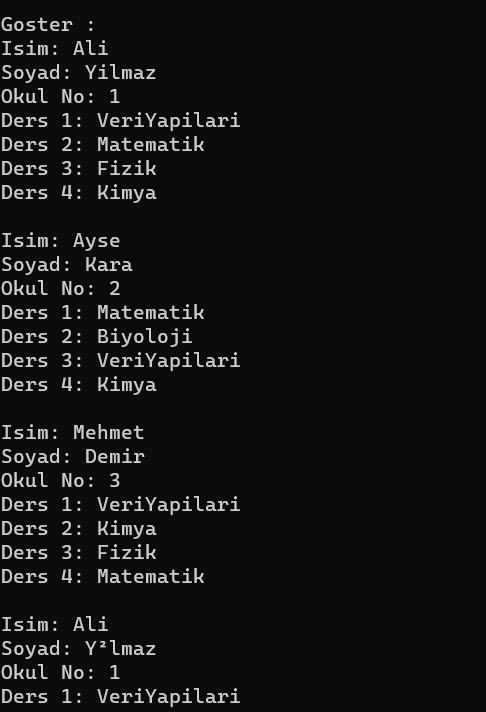 Goster :
Isim: Ali
Soyad: Yilmaz
Okul No: 1
Ders 1: VeriYapilari
Ders 2: Matematik
Ders 3: Fizik
Ders 4: Kimya
Isim: Ayse
Soyad: Kara
Okul No: 2
Ders 1: Matematik
Ders 2: Biyoloji
Ders 3: VeriYapilari
Ders 4: Kimya
Isim: Mehmet
Soyad: Demir
Okul No: 3
Ders 1: VeriYapilari
Ders 2: Kimya
Ders 3: Fizik
Ders 4: Matematik
Isim: Ali
Soyad: Y²lmaz
Okul No: 1
Ders 1: VeriYapilari